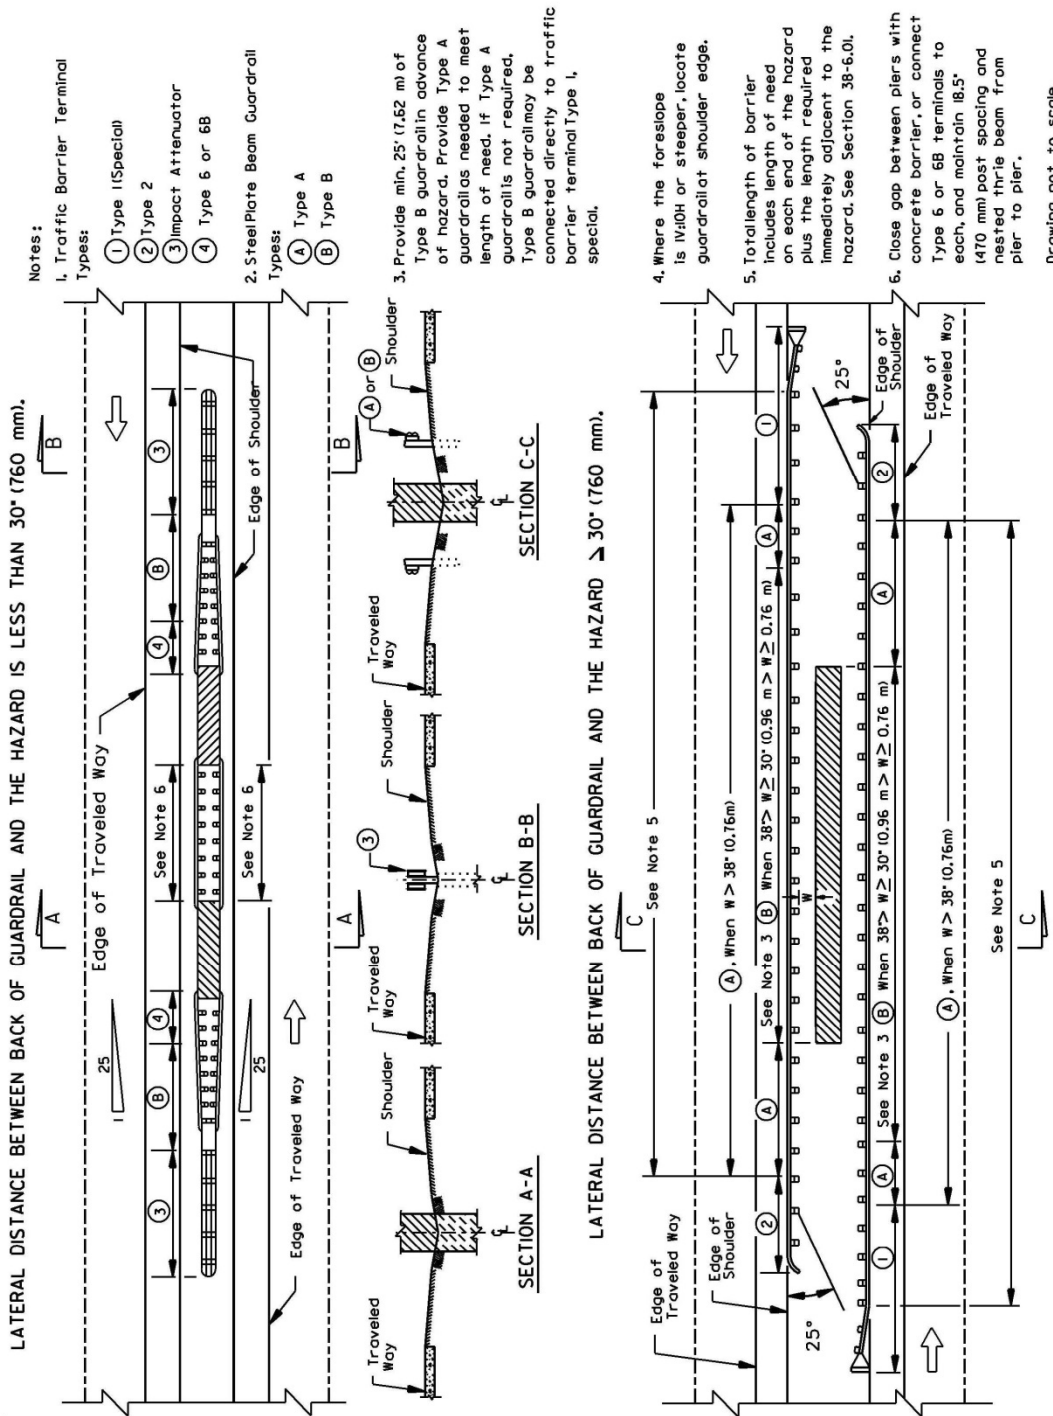 LATERAL DISTANCE BETWEEN BACK OF GUARDRAIL AND THE HAZARD IS LESS THAN 30" (760 mm).
A
B
Edge of Traveled Way
25
1
3
B
4
4
B
3
See Note 6
See Note 6
Edge of Shoulder
1
25
Edge of Traveled Way
A
B
Traveled
Way
Shoulder
SECTION A-A
Traveled
Way
3
Shoulder
SECTION B-B
Traveled
Way
A or B
Shoulder
SECTION C-C
LATERAL DISTANCE BETWEEN BACK OF GUARDRAIL AND THE HAZARD ≥ 30" (760 mm).
C
See Note 5
A, When W > 38" (0.76m)
Edge of
Traveled Way
2
A
See Note 3 B When 38"> W ≥ 30" (0.96 m > W ≥ 0.76 m)
A
1
Edge of
Shoulder
25°
W
25°
Edge of
Shoulder
1
A
See Note 3 B When 38"> W ≥ 30" (0.96 m > W ≥ 0.76 m)
A
2
Edge of
Traveled Way
A, When W > 38" (0.76m)
See Note 5
C
Notes:
1. Traffic Barrier Terminal
Types:
1 Type 1(Special)
2 Type 2
3 Impact Attenuator
4 Type 6 or 6B
2. Steel Plate Beam Guardrail
Types:
A Type A
B Type B
3. Provide min. 25' (7.62 m) of
Type B guardrail in advance
of hazard. Provide Type A
guardrail as needed to meet
length of need. If Type A
guardrail is not required,
Type B guardrail may be
connected directly to traffic
barrier terminal Type 1,
special.
4. Where the foreslope
is 1V:10H or steeper, locate
guardrail at shoulder edge.
5. Total length of barrier
includes length of need
on each end of the hazard
plus the length required
immediately adjacent to the
hazard. See Section 38-6.01.
6. Close gap between piers with
concrete barrier, or connect
Type 6 or 6B terminals to
each, and maintain 18.5"
(470 mm) post spacing and
nested thrie beam from
pier to pier.
Drawing not to scale